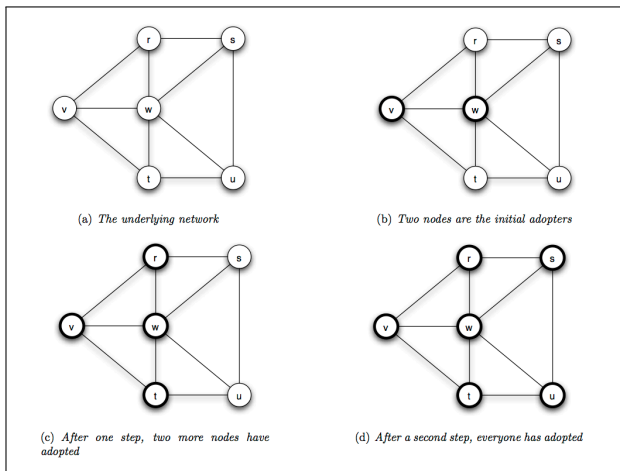 r
s
v
w
t
u
(a) The underlying network
r
s
v
w
t
u
(b) Two nodes are the initial adopters
r
s
v
w
t
u
(c) After one step, two more nodes have
adopted
r
s
v
w
t
u
(d) After a second step, everyone has adopted